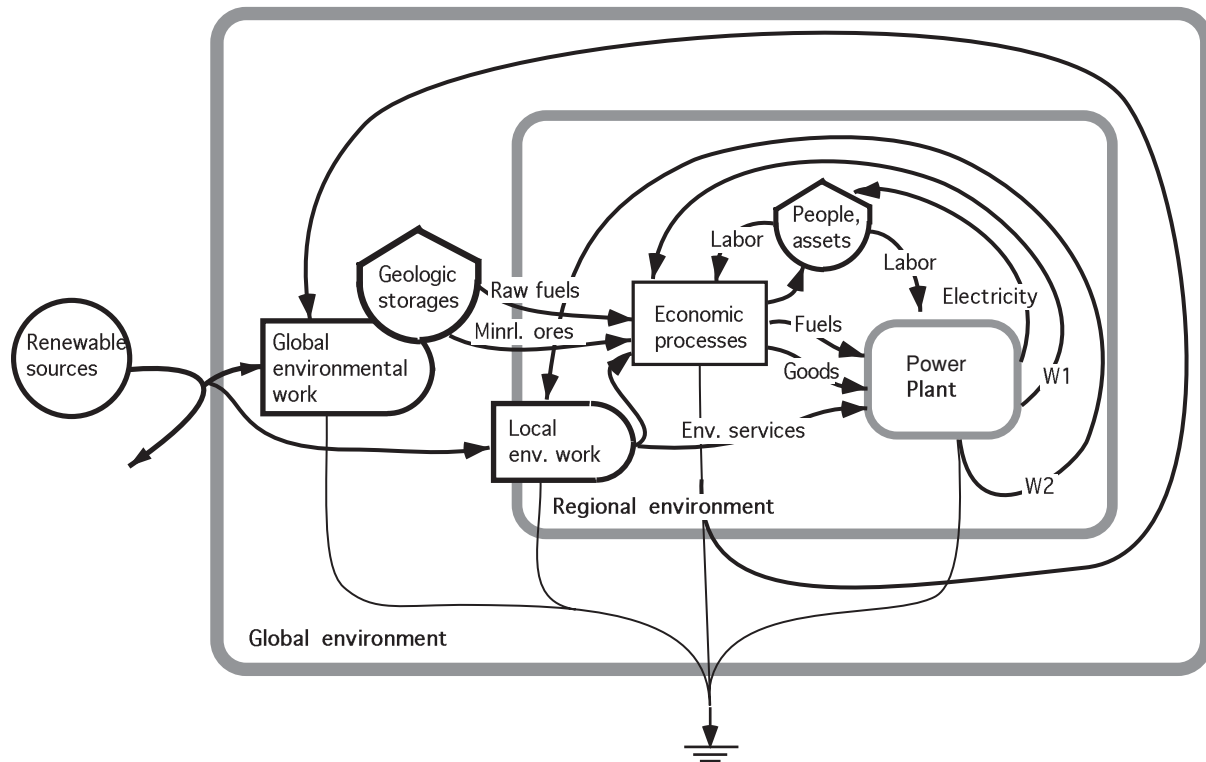 People,
assets
Labor
Labor
Geologic
storages
Raw fuels
Electricity
Minrl. ores
Economic
processes
Fuels
Renewable
sources
Global
environmental
work
Power
Plant
Goods
W1
Local
env. work
Env. services
W2
Regional environment
Global environment